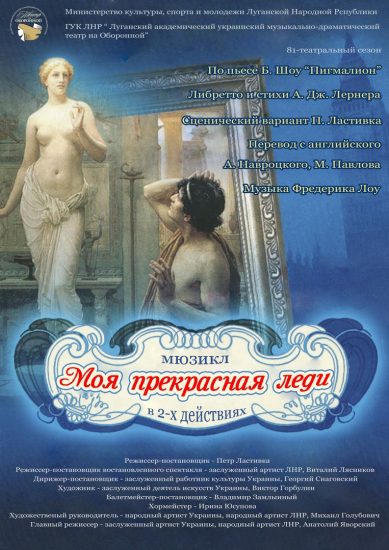 Министерство культуры, спорта и молодежи Луганской Народной Републики
ГУК ЛНР “ Луганский академический украинский музыкально-драматический
театр на Оборонной”
ОБОРОННОЙ
81-театральный сезон
По пьесе Б. Шоу “Пигмалион”
Либретто и стихи А. Дж. Лернера
Сценический вариант П. Ластивка
Перевод с английского
А. Навроцкого, М. Павлова
Музыка Фредерика Лоу
МЮЗИКЛ
Моя прекрасная леди
в 2-х действиях
Режиссер-постановщик - Петр Ластивка
Режиссер-постановщик востановленного спектакля - заслуженный артист ЛНР, Виталий Лясников
Дирижер-постановщик - заслуженный работник культуры Украины, Георгий Снаговский
Художник - заслуженный деятель искусств Украины, Виктор Горбулин
Балетмейстер-постановщик - Владимир Замлынный
Хормейстер - Ирина Юсупова
Художественный руководитель - народный артист Украины, народный артист ЛНР, Михаил Голубович
Главный режиссер - заслуженный артист Украины, народный артист ЛНР, Анатолий Яворский